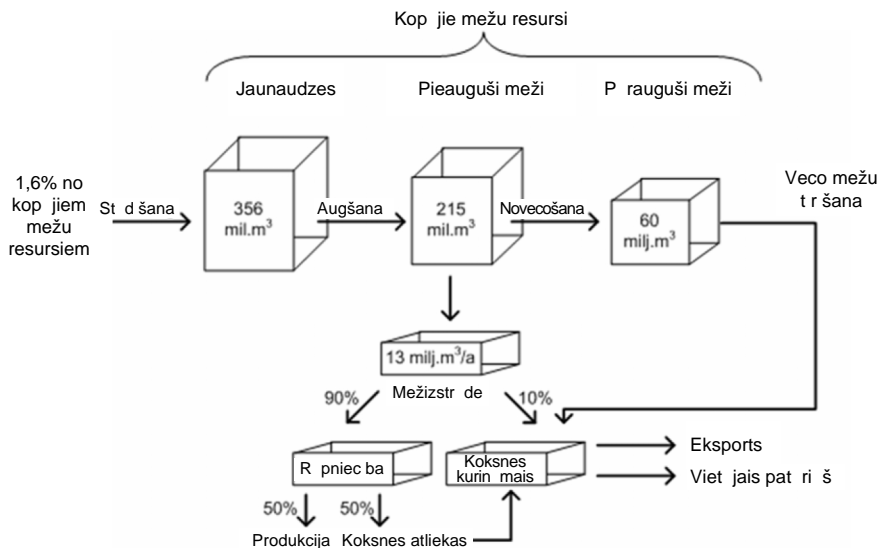 Kop jie mežu resursi
Jaunaudzes
Pieauguši meži
P rauguši meži
1,6% no
kop jiem
mežu
resursiem
St d šana
356
mil.m³
Augšana
215
mil.m³
Novecošana
60
milj.m³
Veco mežu
t r šana
13 milj.m³/a
Mežizstr de
90%
10%
R pniec ba
Koksnes
kurin mais
Eksports
Viet jais pat ri š
50%
50%
Produkcija
Koksnes atliekas